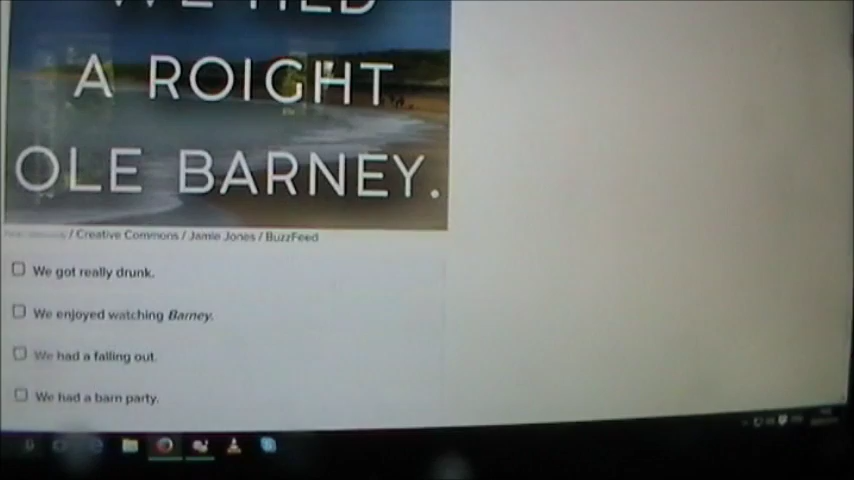 A ROIGHT
OLE BARNEY.
/ Creative Commons / Jamie Jones / BuzzFeed
We got really drunk.
We enjoyed watching Barney.
We had a falling out.
We had a barn party.